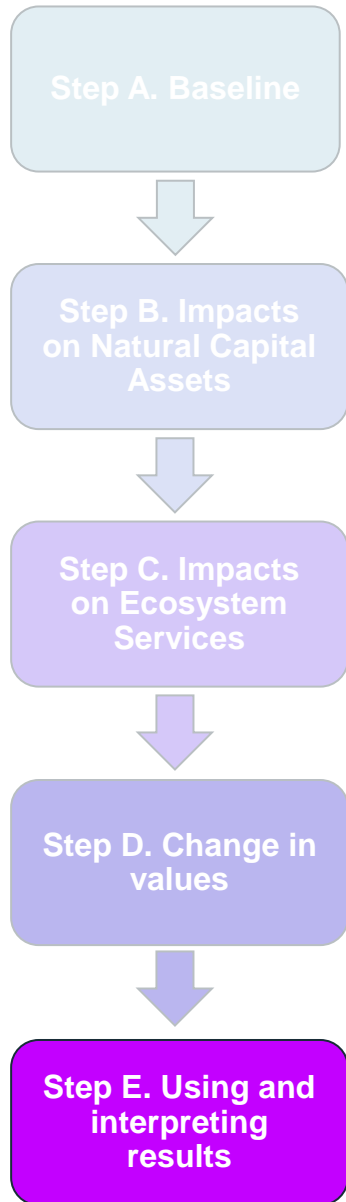 Step A. Baseline
Step B. Impacts
on Natural Capital
Assets
Step C. Impacts
on Ecosystem
Services
Step D. Change in
values
Step E. Using and
interpreting
results